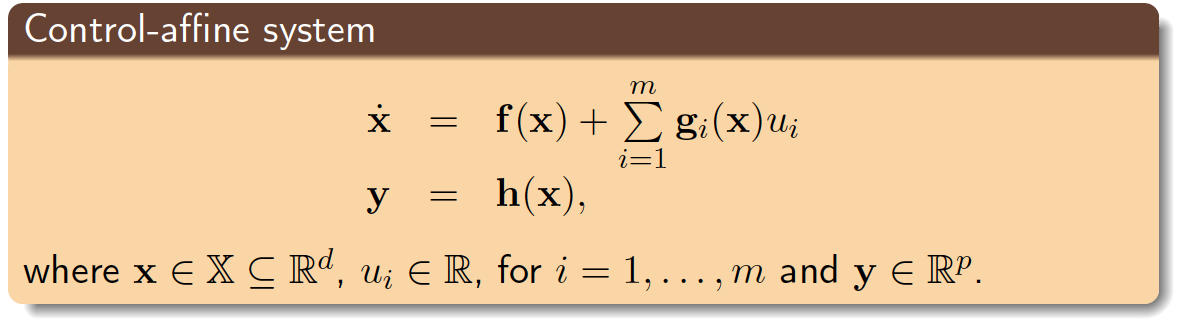 Control-affine system
ẋ = f(x) + ∑_{i=1}^{m} g_i(x)u_i
y = h(x),
where x ∈ 𝕏 ⊆ ℝ^d, u_i ∈ ℝ, for i = 1, . . . , m and y ∈ ℝ^p.